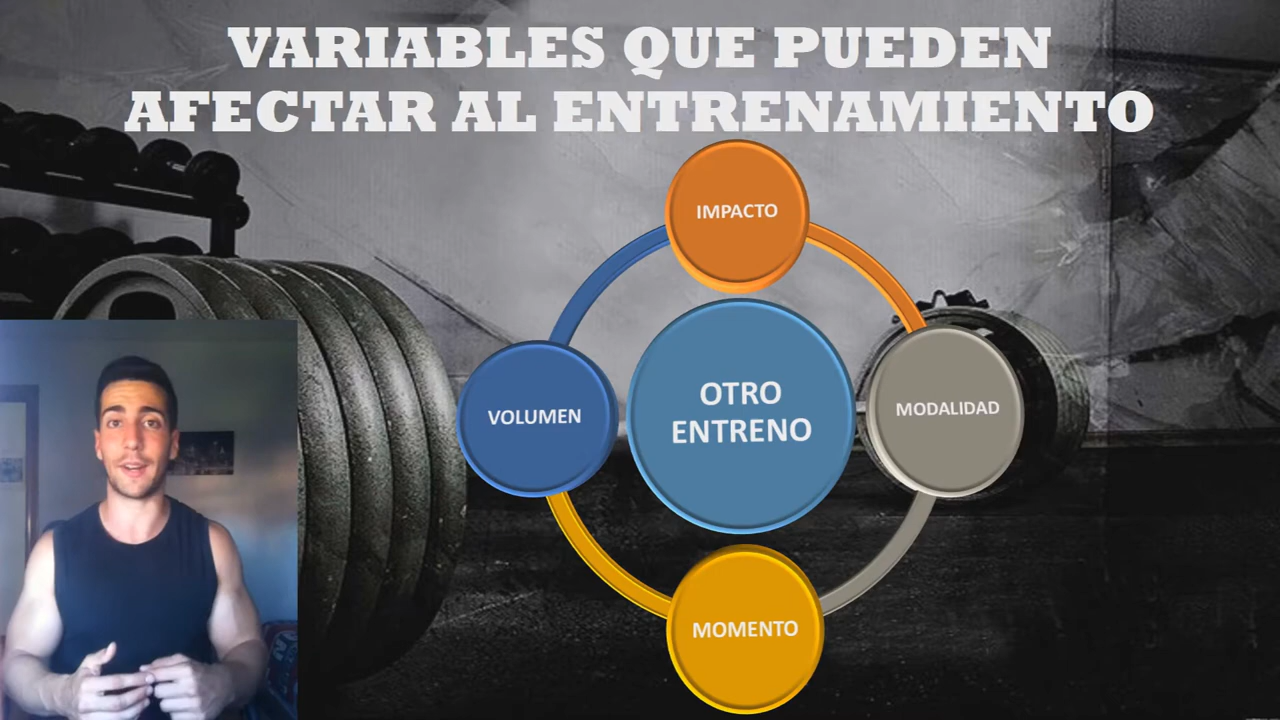 VARIABLES QUE PUEDEN
AFECTAR AL ENTRENAMIENTO
IMPACTO
VOLUMEN
OTRO
ENTRENO
MODALIDAD
MOMENTO